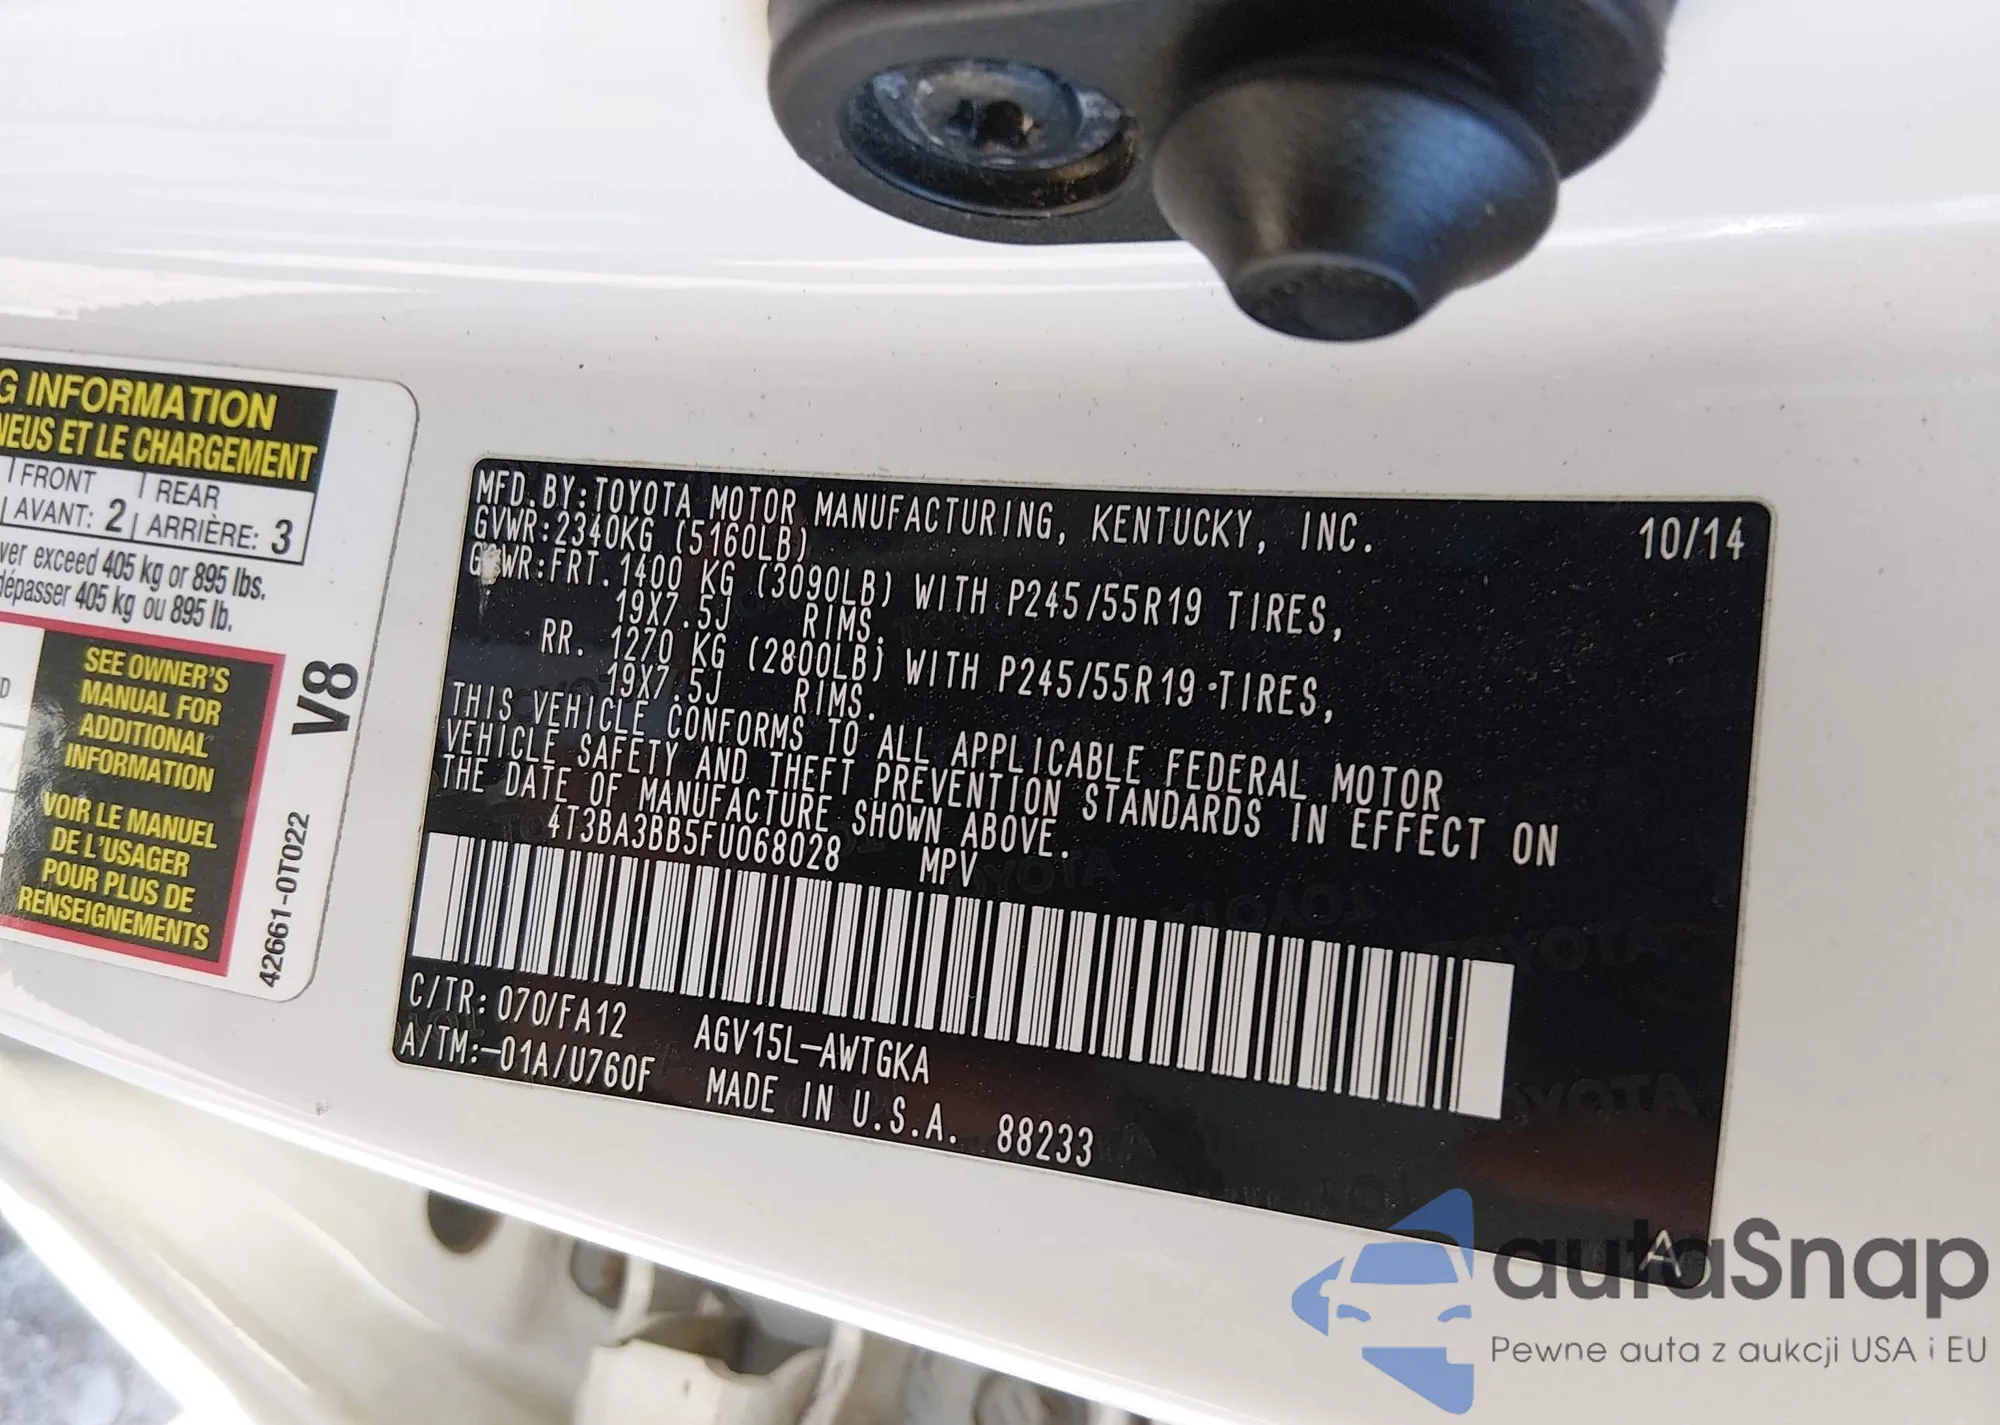 G INFORMATION
NEUS ET LE CHARGEMENT
FRONT REAR
AVANT: 2 ARRIÈRE: 3
ver exceed 405 kg or 895 lbs.
dépasser 405 kg ou 895 lb.
SEE OWNER'S
MANUAL FOR
ADDITIONAL
INFORMATION
VOIR LE MANUEL
DE L'USAGER
POUR PLUS DE
RENSEIGNEMENTS
V8
42661-0T022
MFD. BY: TOYOTA MOTOR MANUFACTURING, KENTUCKY, INC. 10/14
GVWR: 2340KG (5160LB)
GAWR: FRT. 1400 KG (3090LB) WITH P245/55R19 TIRES,
19X7.5J RIMS.
RR. 1270 KG (2800LB) WITH P245/55R19 TIRES,
19X7.5J RIMS.
THIS VEHICLE CONFORMS TO ALL APPLICABLE FEDERAL MOTOR
VEHICLE SAFETY AND THEFT PREVENTION STANDARDS IN EFFECT ON
THE DATE OF MANUFACTURE SHOWN ABOVE.
4T3BA3BB5FU068028 MPV
C/TR: 070/FA12 AGV15L-AWTGKA
A/TM:-01A/U760F MADE IN U.S.A. 88233
A
autaSnap
Pewne auta z aukcji USA i EU